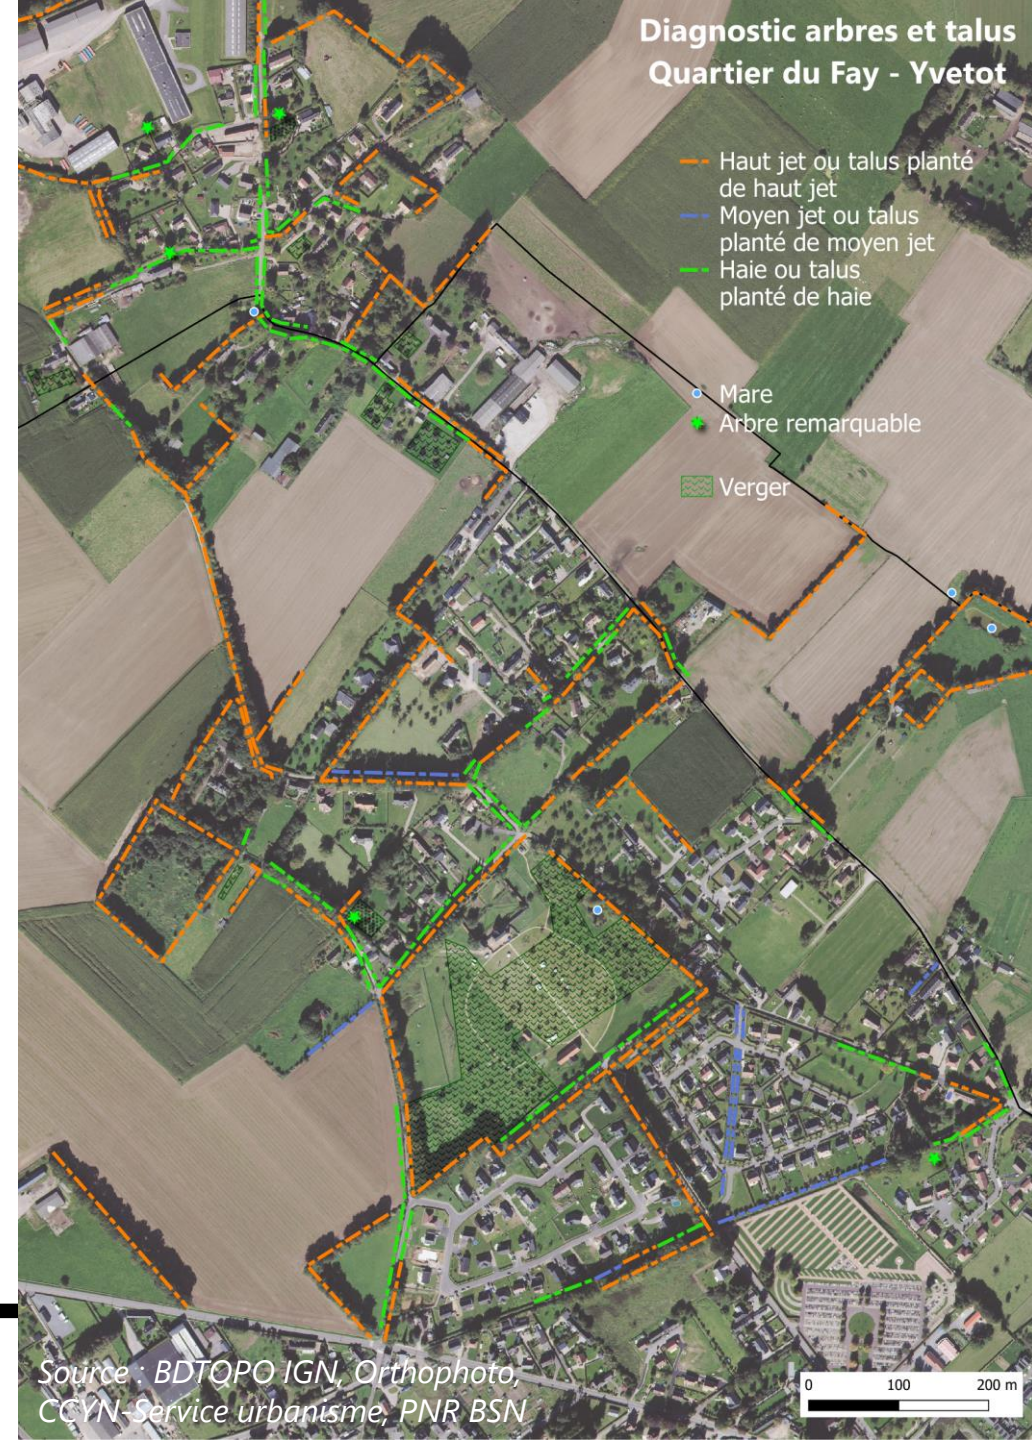 Diagnostic arbres et talus
Quartier du Fay - Yvetot
Haut jet ou talus planté
de haut jet
Moyen jet ou talus
planté de moyen jet
Haie ou talus
planté de haie
Mare
Arbre remarquable
Verger
Source : BDTOPO IGN, Orthophoto,
CCYN-Service urbanisme, PNR BSN
0 100 200 m